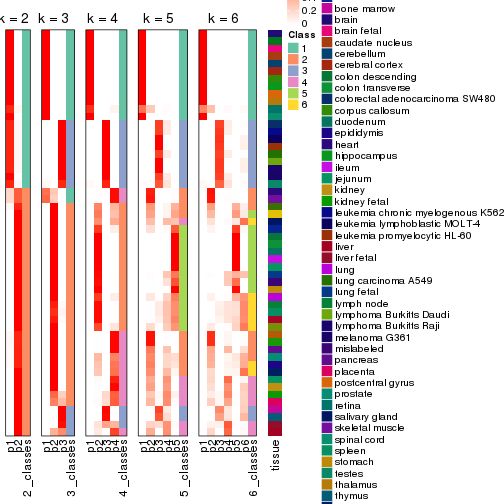 k = 2 k = 3 k = 4 k = 5 k = 6
0.2
0
Class
1
2
3
4
5
6
bone marrow
brain
brain fetal
caudate nucleus
cerebellum
cerebral cortex
colon descending
colon transverse
colorectal adenocarcinoma SW480
corpus callosum
duodenum
epididymis
heart
hippocampus
ileum
jejunum
kidney
kidney fetal
leukemia chronic myelogenous K562
leukemia lymphoblastic MOLT-4
leukemia promyelocytic HL-60
liver
liver fetal
lung
lung carcinoma A549
lung fetal
lymph node
lymphoma Burkitts Daudi
lymphoma Burkitts Raji
melanoma G361
mislabeled
pancreas
placenta
postcentral gyrus
prostate
retina
salivary gland
skeletal muscle
spinal cord
spleen
stomach
testes
thalamus
thymus
p1 p2 2_classes
p1 p2 p3 3_classes
p1 p2 p3 p4 4_classes
p1 p2 p3 p4 p5 5_classes
p1 p2 p3 p4 p5 p6 6_classes
tissue